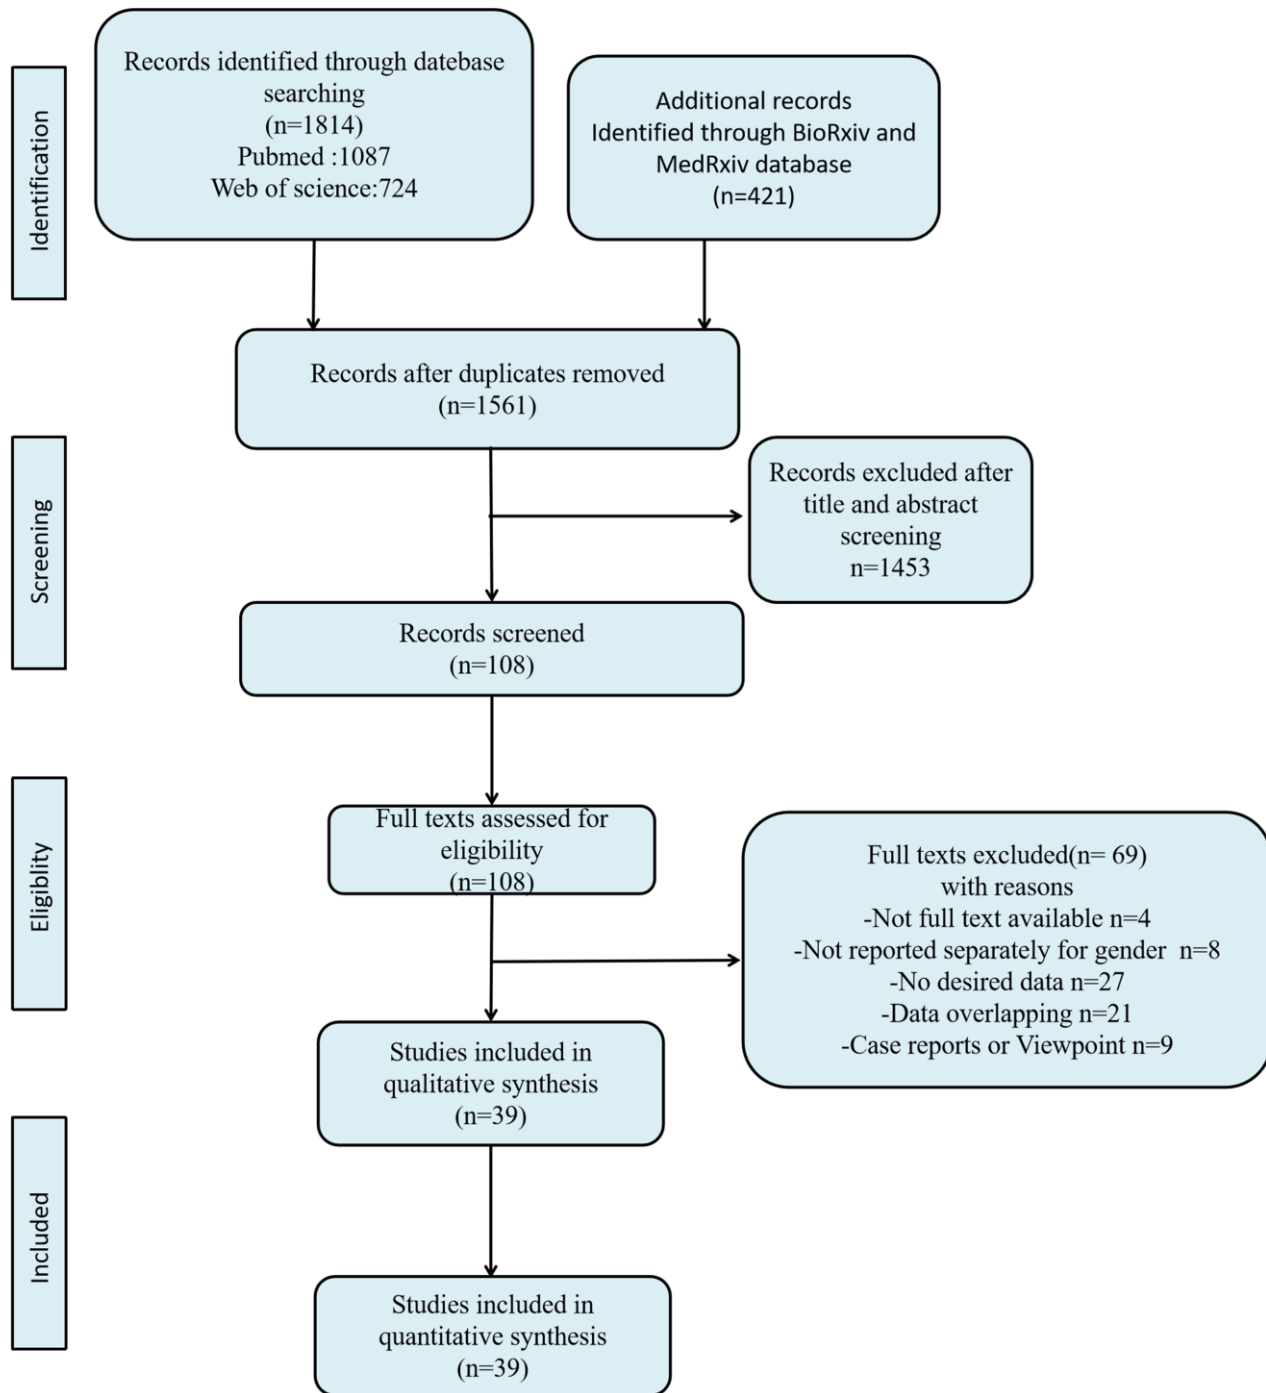 Identification
Records identified through datebase
searching
(n=1814)
Pubmed :1087
Web of science:724
Additional records
Identified through BioRxiv and
MedRxiv database
(n=421)
Records after duplicates removed
(n=1561)
Screening
Records excluded after
title and abstract
screening
n=1453
Records screened
(n=108)
Eligiblity
Full texts assessed for
eligibility
(n=108)
Full texts excluded(n= 69)
with reasons
-Not full text available n=4
-Not reported separately for gender  n=8
-No desired data n=27
-Data overlapping n=21
-Case reports or Viewpoint n=9
Studies included in
qualitative synthesis
(n=39)
Included
Studies included in
quantitative synthesis
(n=39)